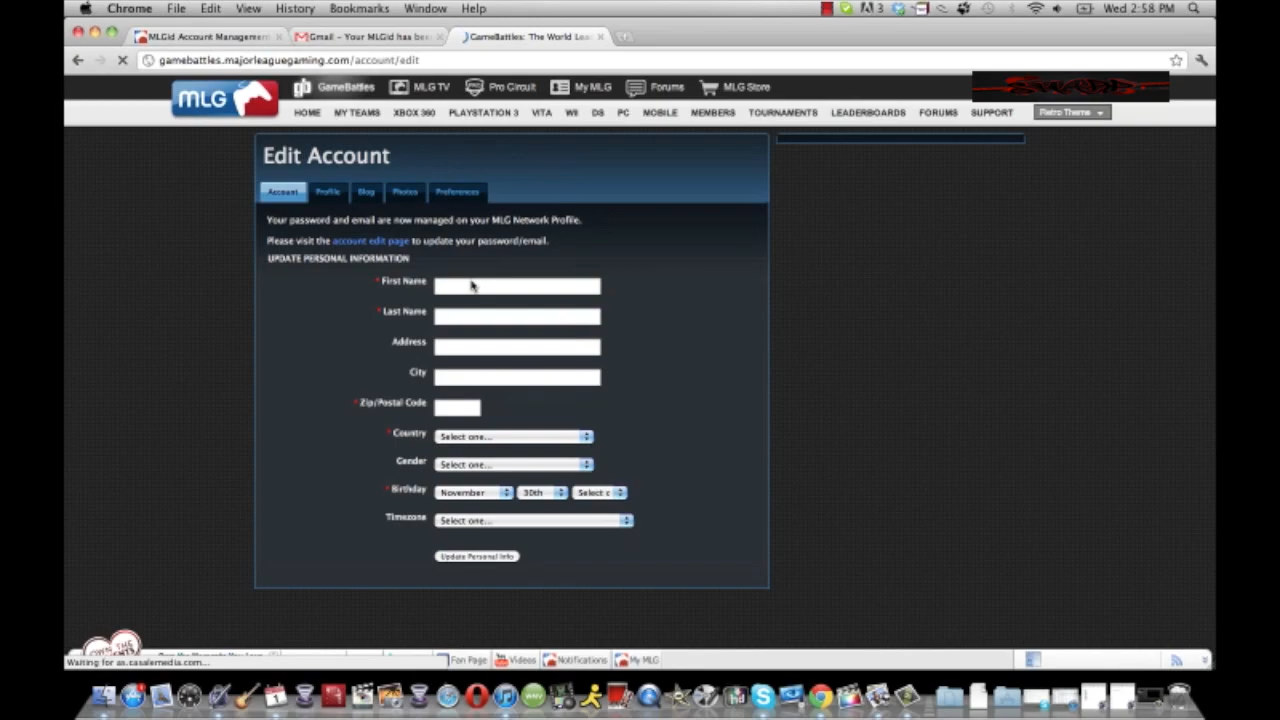 Chrome File Edit View History Bookmarks Window Help 3 Wed 2:58 PM
MLGid Account Management Gmail – Your MLGid has bee GameBattles: The World Lea
gamebattles.majorleaguegaming.com/account/edit
MLG GameBattles MLG TV Pro Circuit My MLG Forums MLG Store
HOME MY TEAMS XBOX 360 PLAYSTATION 3 VITA WII DS PC MOBILE MEMBERS TOURNAMENTS LEADERBOARDS FORUMS SUPPORT Retro Theme
Edit Account
Account Profile Blog Photos Preferences
Your password and email are now managed on your MLG Network Profile.
Please visit the account edit page to update your password/email.
UPDATE PERSONAL INFORMATION
* First Name
* Last Name
Address
City
* Zip/Postal Code
* Country Select one...
Gender Select one...
* Birthday November 30th Select c
Timezone Select one...
Update Personal Info
Waiting for as.casalemedia.com...
Fan Page Videos Notifications My MLG